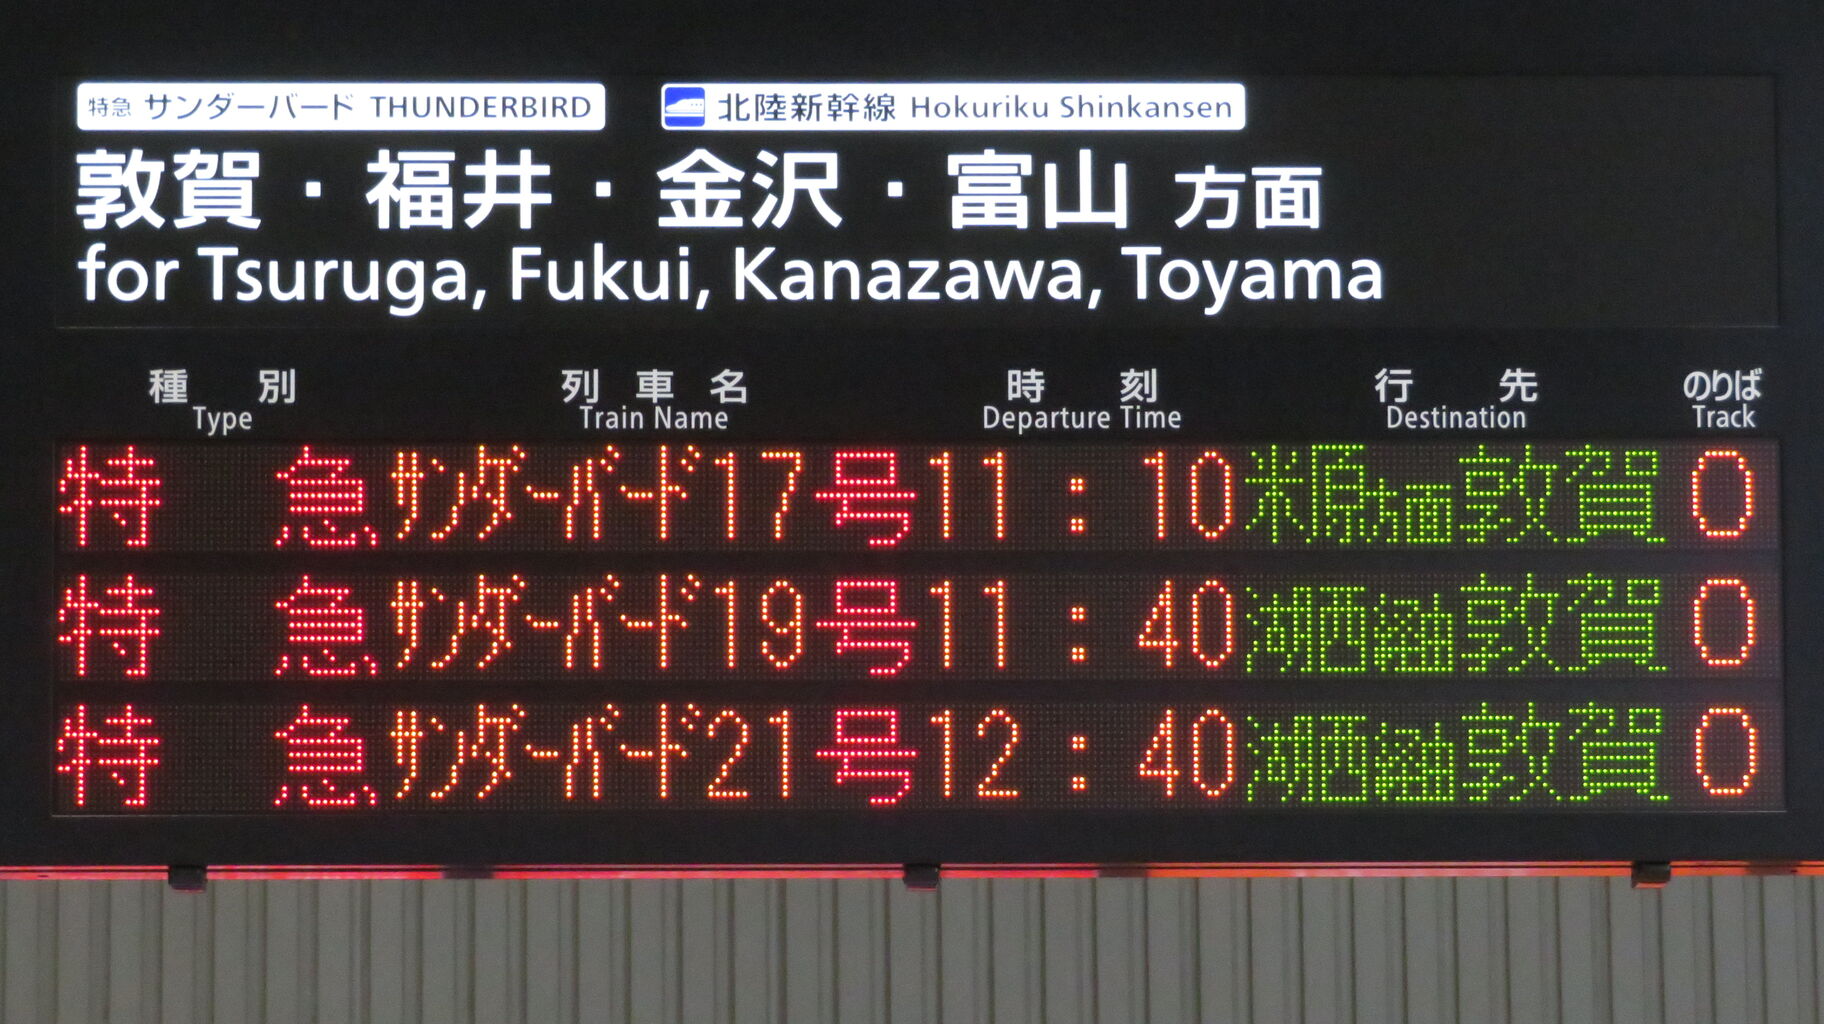 特急 サンダーバード THUNDERBIRD 北陸新幹線 Hokuriku Shinkansen
敦賀・福井・金沢・富山 方面
for Tsuruga, Fukui, Kanazawa, Toyama
種別 列車名 時刻 行先 のりば
Type Train Name Departure Time Destination Track
特急 サンダーバード17号 11:10 米原方面敦賀 0
特急 サンダーバード19号 11:40 湖西経由敦賀 0
特急 サンダーバード21号 12:40 湖西経由敦賀 0